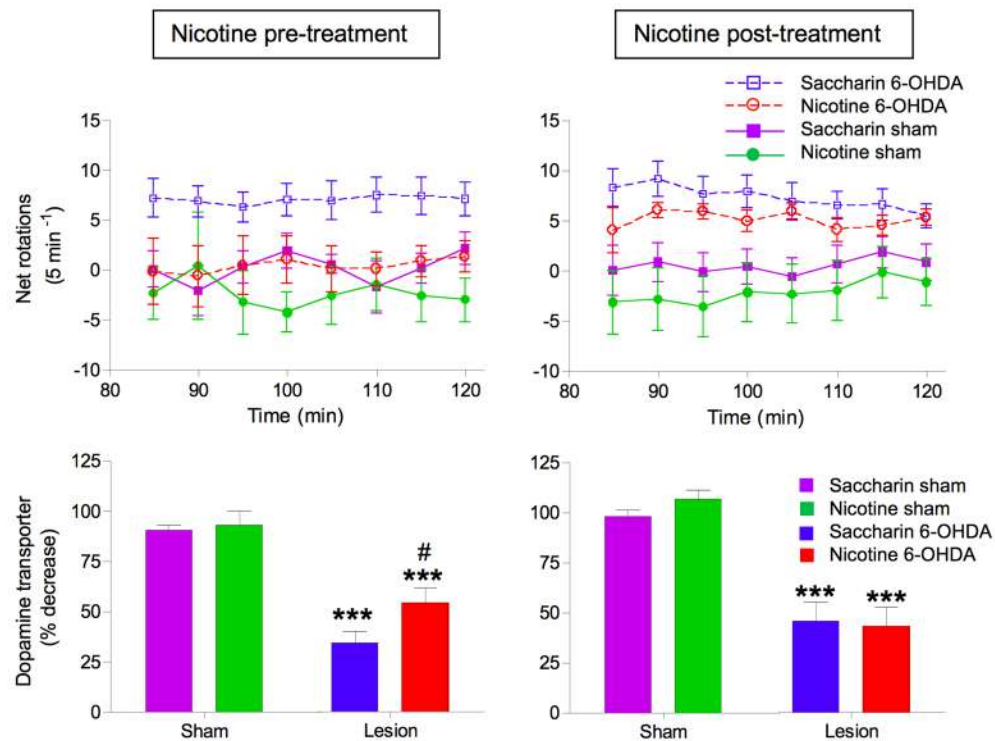 Nicotine pre-treatment
Nicotine post-treatment
Saccharin 6-OHDA
Nicotine 6-OHDA
Saccharin sham
Nicotine sham
Net rotations
(5 min -1)
15
10
5
0
-5
-10
80
90
100
110
120
Time (min)
15
10
5
0
-5
-10
80
90
100
110
120
Time (min)
Dopamine transporter
(% decrease)
125
100
75
50
25
0
***
#
***
Sham
Lesion
125
100
75
50
25
0
***
***
Sham
Lesion
Saccharin sham
Nicotine sham
Saccharin 6-OHDA
Nicotine 6-OHDA